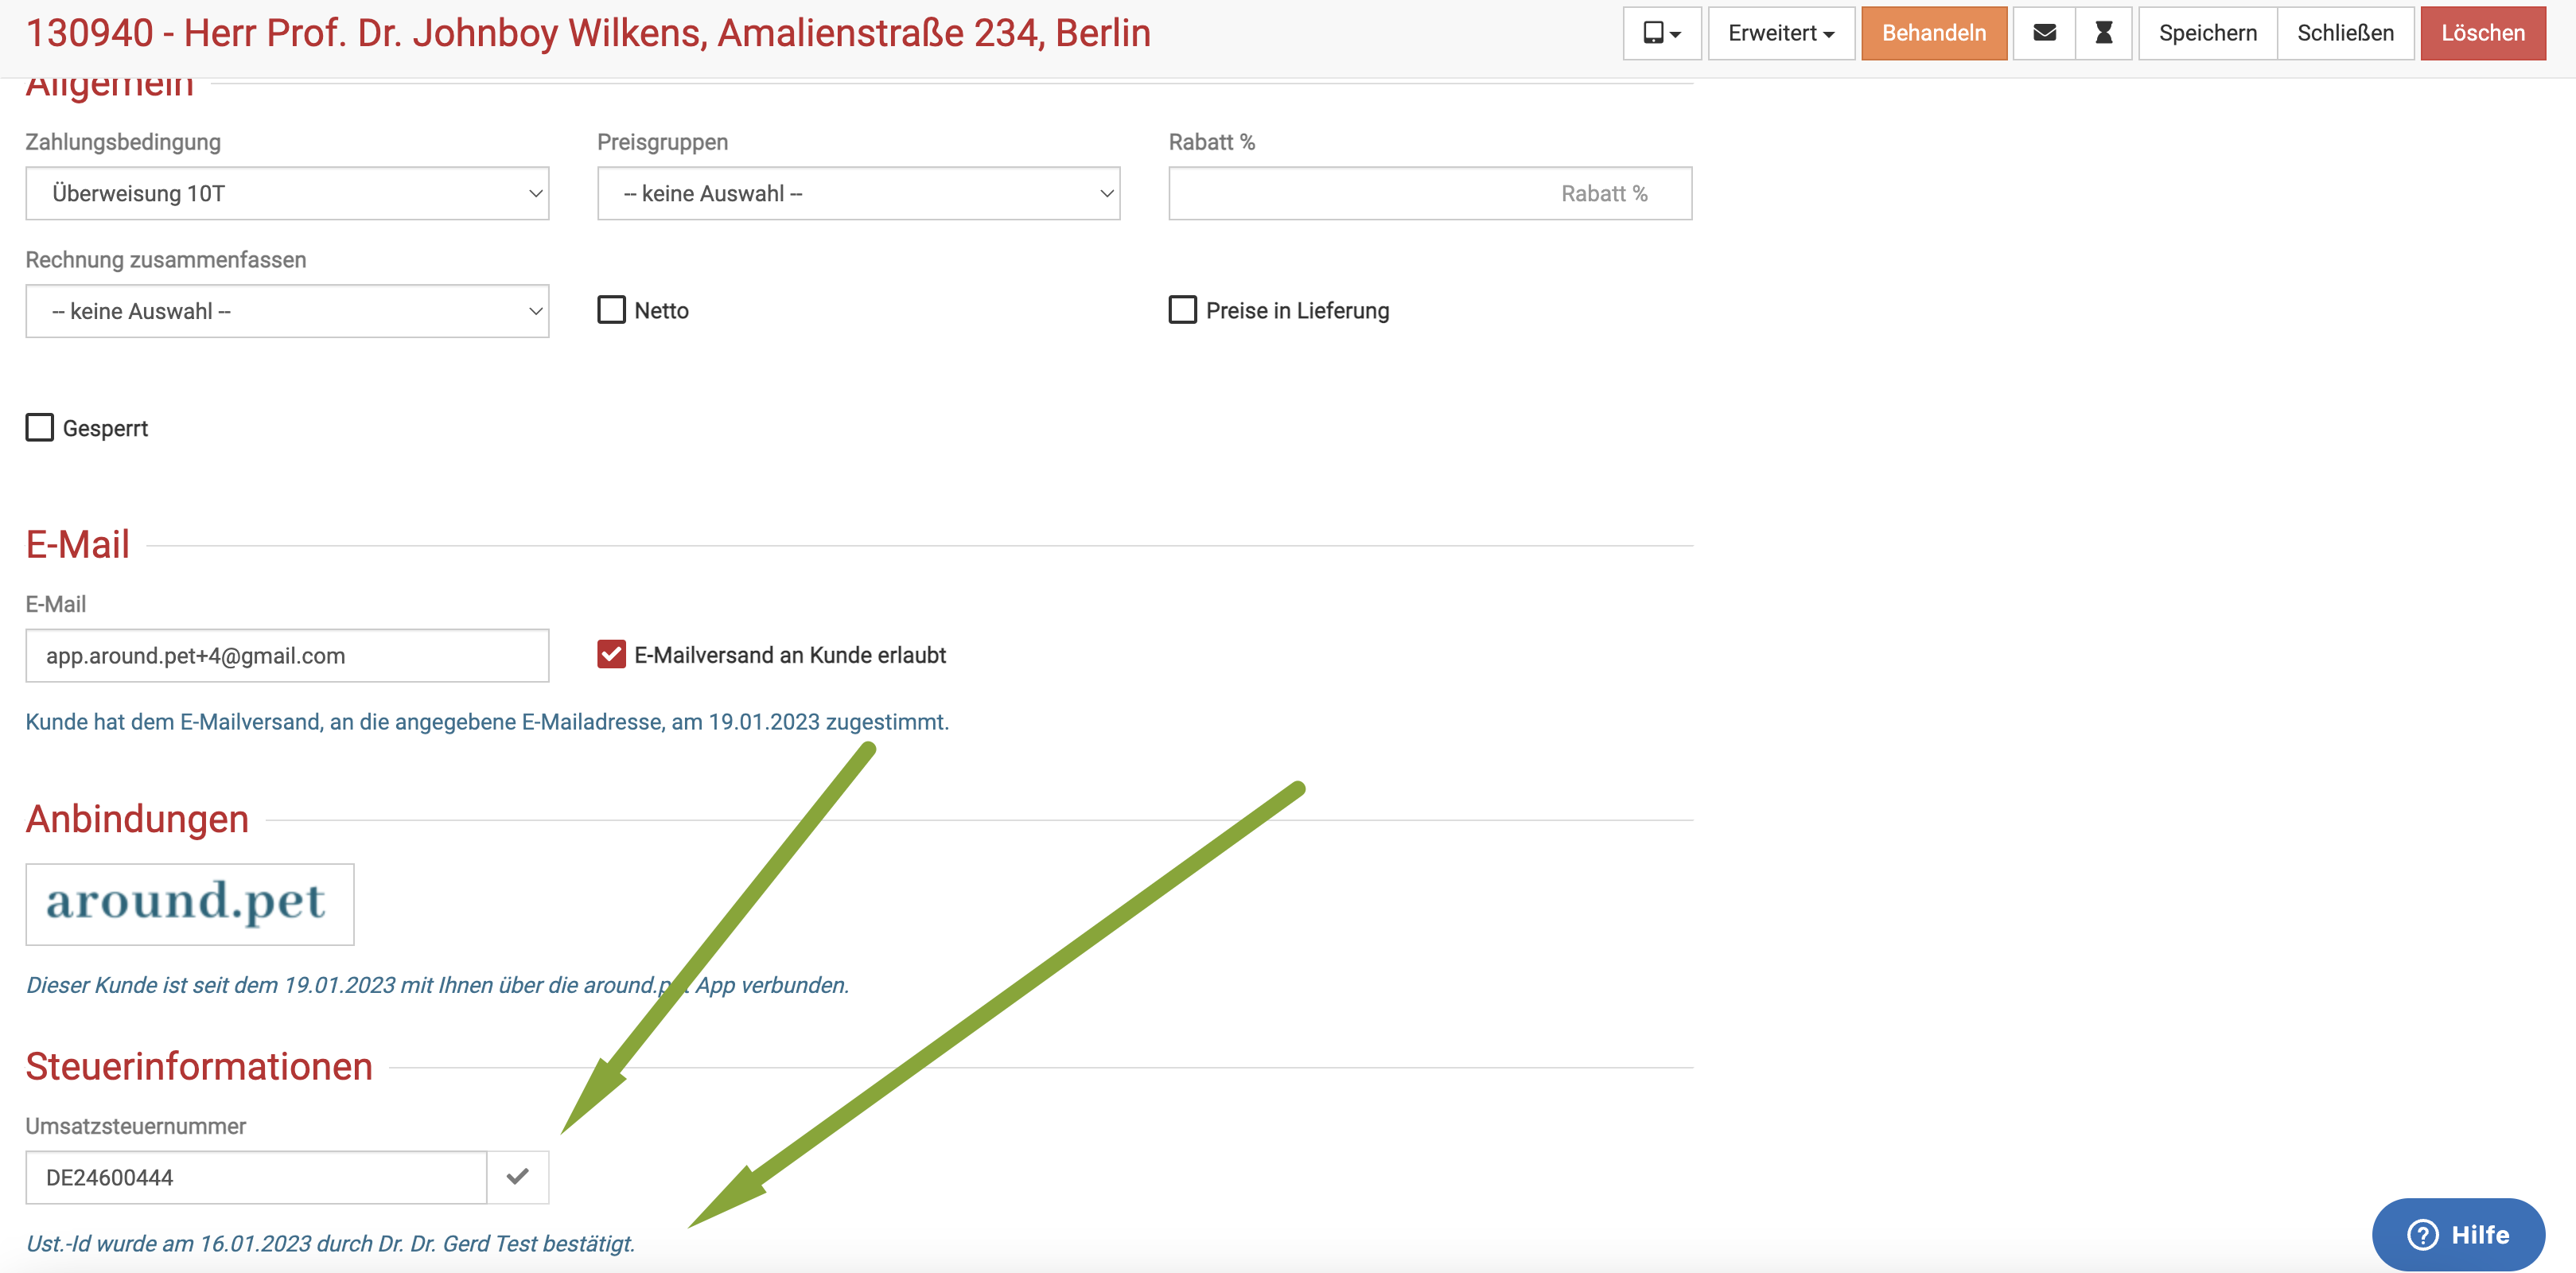 130940 - Herr Prof. Dr. Johnboy Wilkens, Amalienstraße 234, Berlin
Erweitert
Behandeln
Speichern
Schließen
Löschen
Allgemein
Zahlungsbedingung
Preisgruppen
Rabatt %
Überweisung 10T
-- keine Auswahl --
Rabatt %
Rechnung zusammenfassen
-- keine Auswahl --
Netto
Preise in Lieferung
Gesperrt
E-Mail
E-Mail
app.around.pet+4@gmail.com
E-Mailversand an Kunde erlaubt
Kunde hat dem E-Mailversand, an die angegebene E-Mailadresse, am 19.01.2023 zugestimmt.
Anbindungen
around.pet
Dieser Kunde ist seit dem 19.01.2023 mit Ihnen über die around.pet App verbunden.
Steuerinformationen
Umsatzsteuernummer
DE24600444
Ust.-Id wurde am 16.01.2023 durch Dr. Dr. Gerd Test bestätigt.
? Hilfe